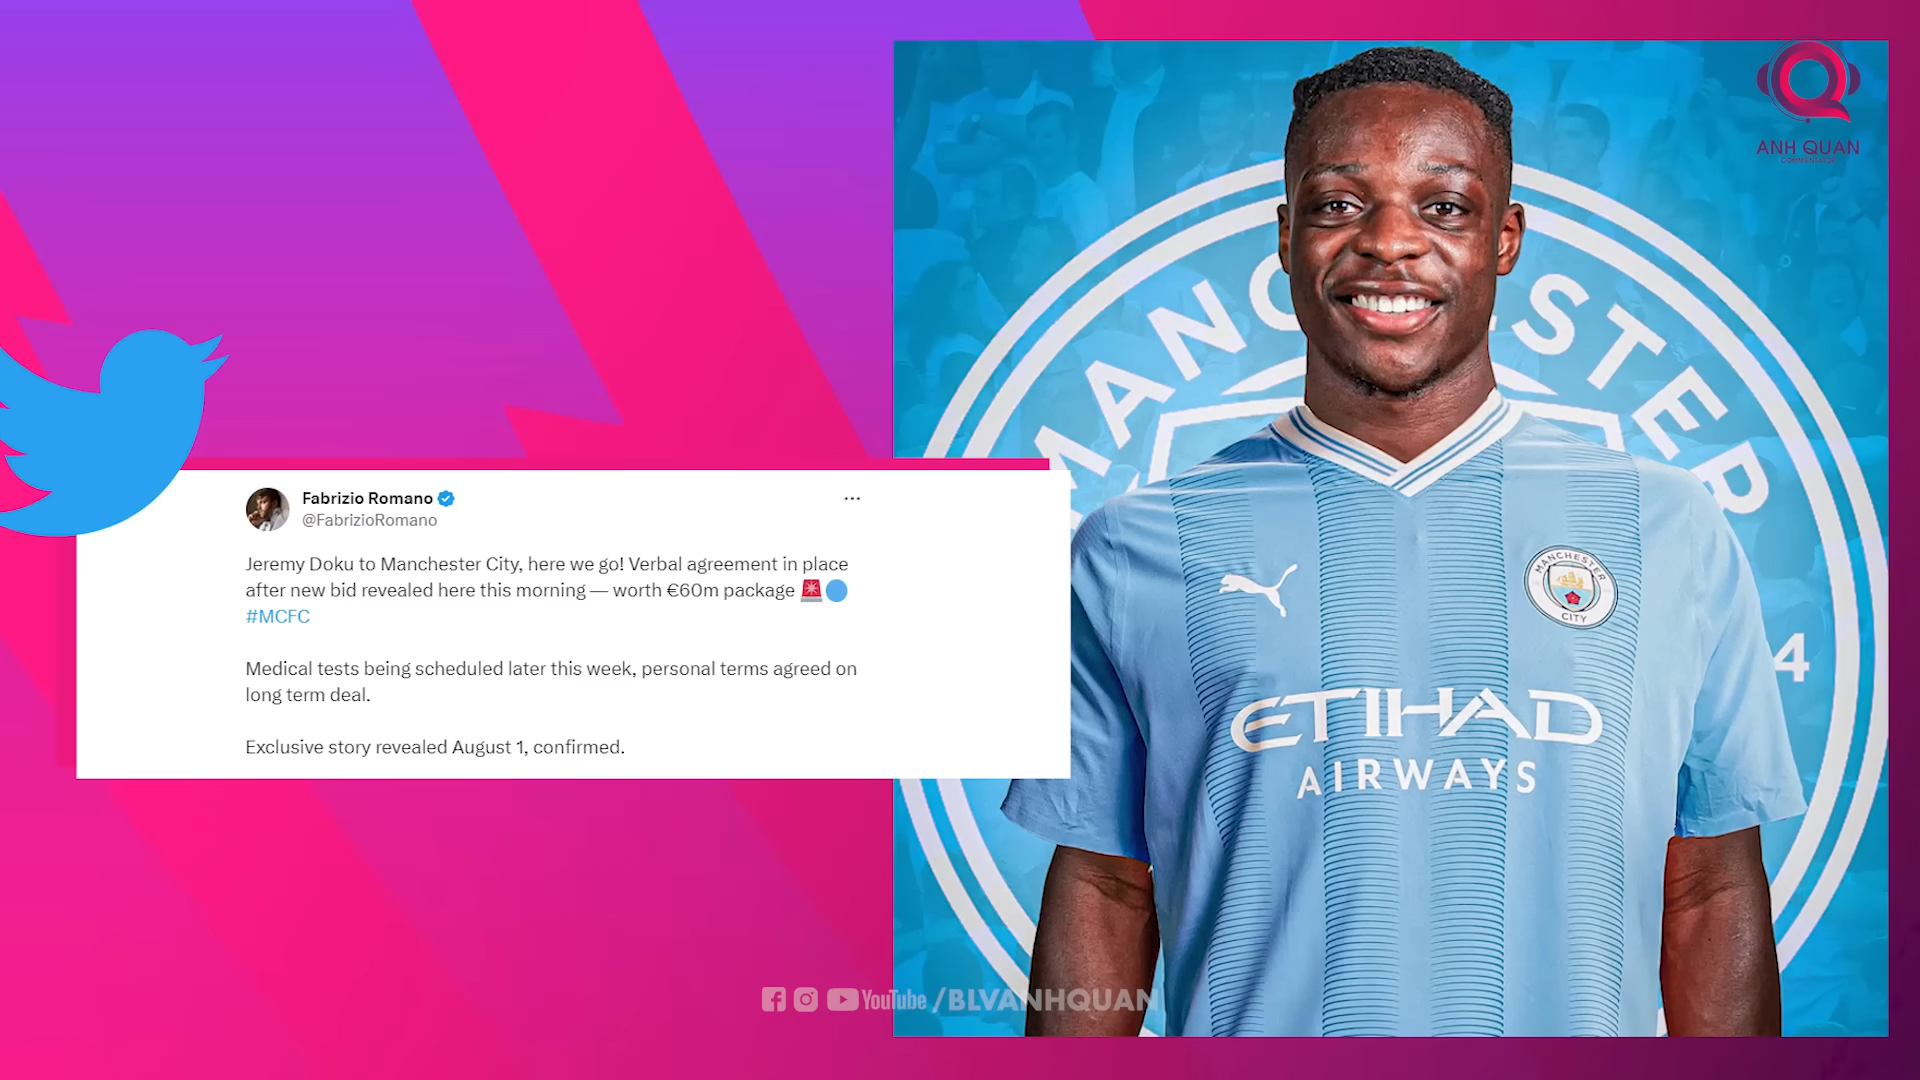 ANH QUAN
MANCHESTER
Fabrizio Romano
@FabrizioRomano
Jeremy Doku to Manchester City, here we go! Verbal agreement in place
after new bid revealed here this morning — worth €60m package 🚨🔵
#MCFC
Medical tests being scheduled later this week, personal terms agreed on
long term deal.
Exclusive story revealed August 1, confirmed.
MANCHESTER
CITY
4
ETIHAD
AIRWAYS
YouTube /BLVANHQUAN